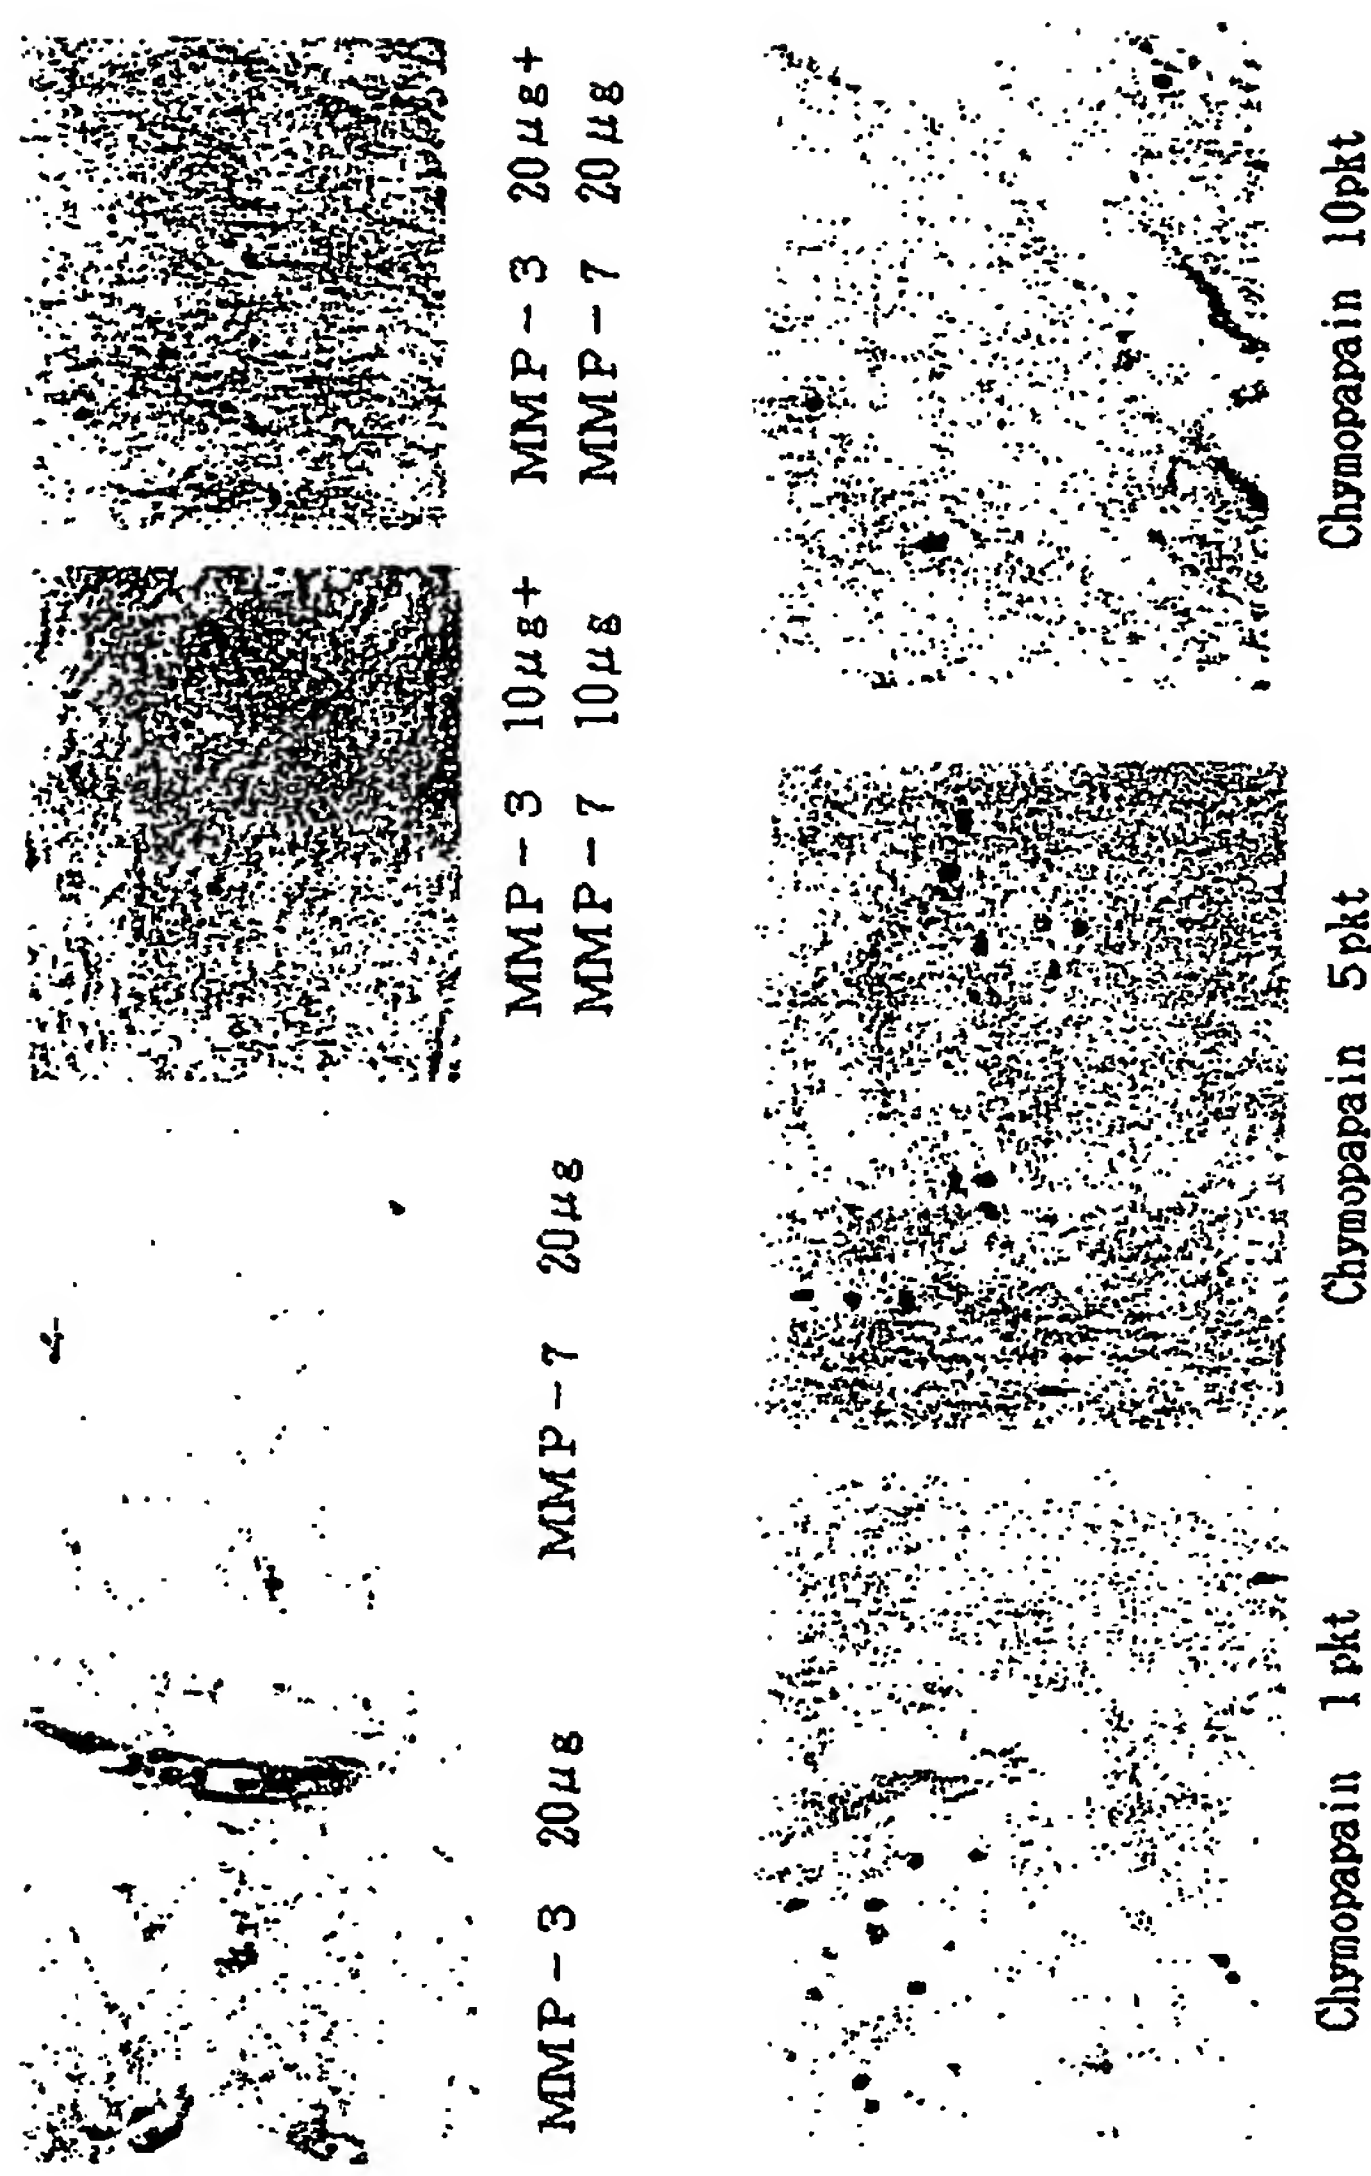 MMP-3 20μg
MMP-7 20μg
MMP-3 10μg+
MMP-7 10μg
MMP-3 20μg+
MMP-7 20μg
Chymopapain 1pkt
Chymopapain 5pkt
Chymopapain 10pkt